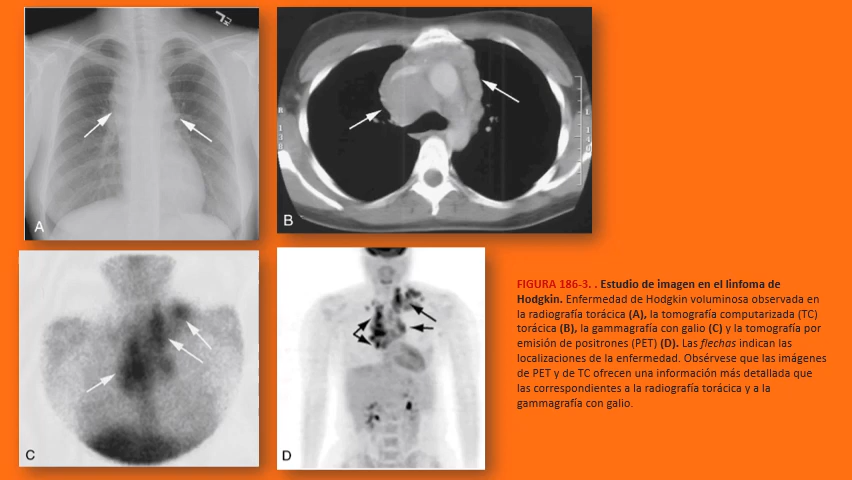 A
B
C
D
FIGURA 186-3. . Estudio de imagen en el linfoma de
Hodgkin. Enfermedad de Hodgkin voluminosa observada en
la radiografía torácica (A), la tomografía computarizada (TC)
torácica (B), la gammagrafía con galio (C) y la tomografía por
emisión de positrones (PET) (D). Las flechas indican las
localizaciones de la enfermedad. Obsérvese que las imágenes
de PET y de TC ofrecen una información más detallada que
las correspondientes a la radiografía torácica y a la
gammagrafía con galio.